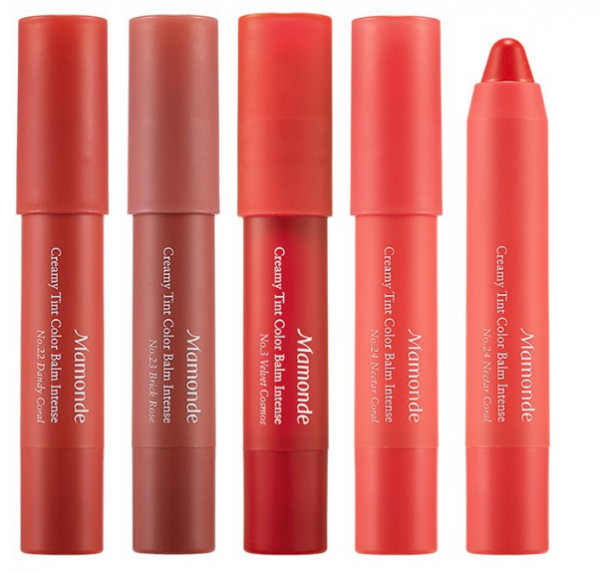 Mamonde
Creamy Tint Color Balm Intense
No.22 Dandy Coral
Mamonde
Creamy Tint Color Balm Intense
No.23 Brick Rose
Mamonde
Creamy Tint Color Balm Intense
No.3 Velvet Cosmos
Mamonde
Creamy Tint Color Balm Intense
No.24 Nectar Coral
Mamonde
Creamy Tint Color Balm Intense
No.24 Nectar Coral